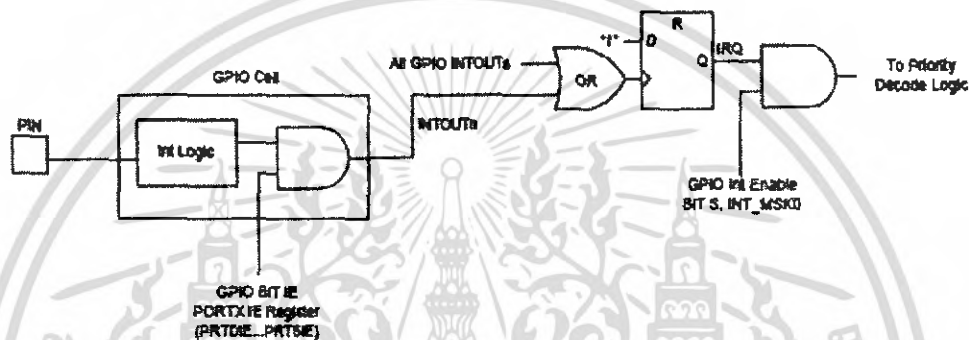 GPIO Cell
PIN
Int Logic
GPIO BIT IE
PORTX IE Register
(PRT0IE...PRT5IE)
All GPIO INTOUTs
INTOUTn
OR
"1"
D
R
Q
IRQ
To Priority
Decode Logic
GPIO Int Enable
BIT 5, INT_MSK0